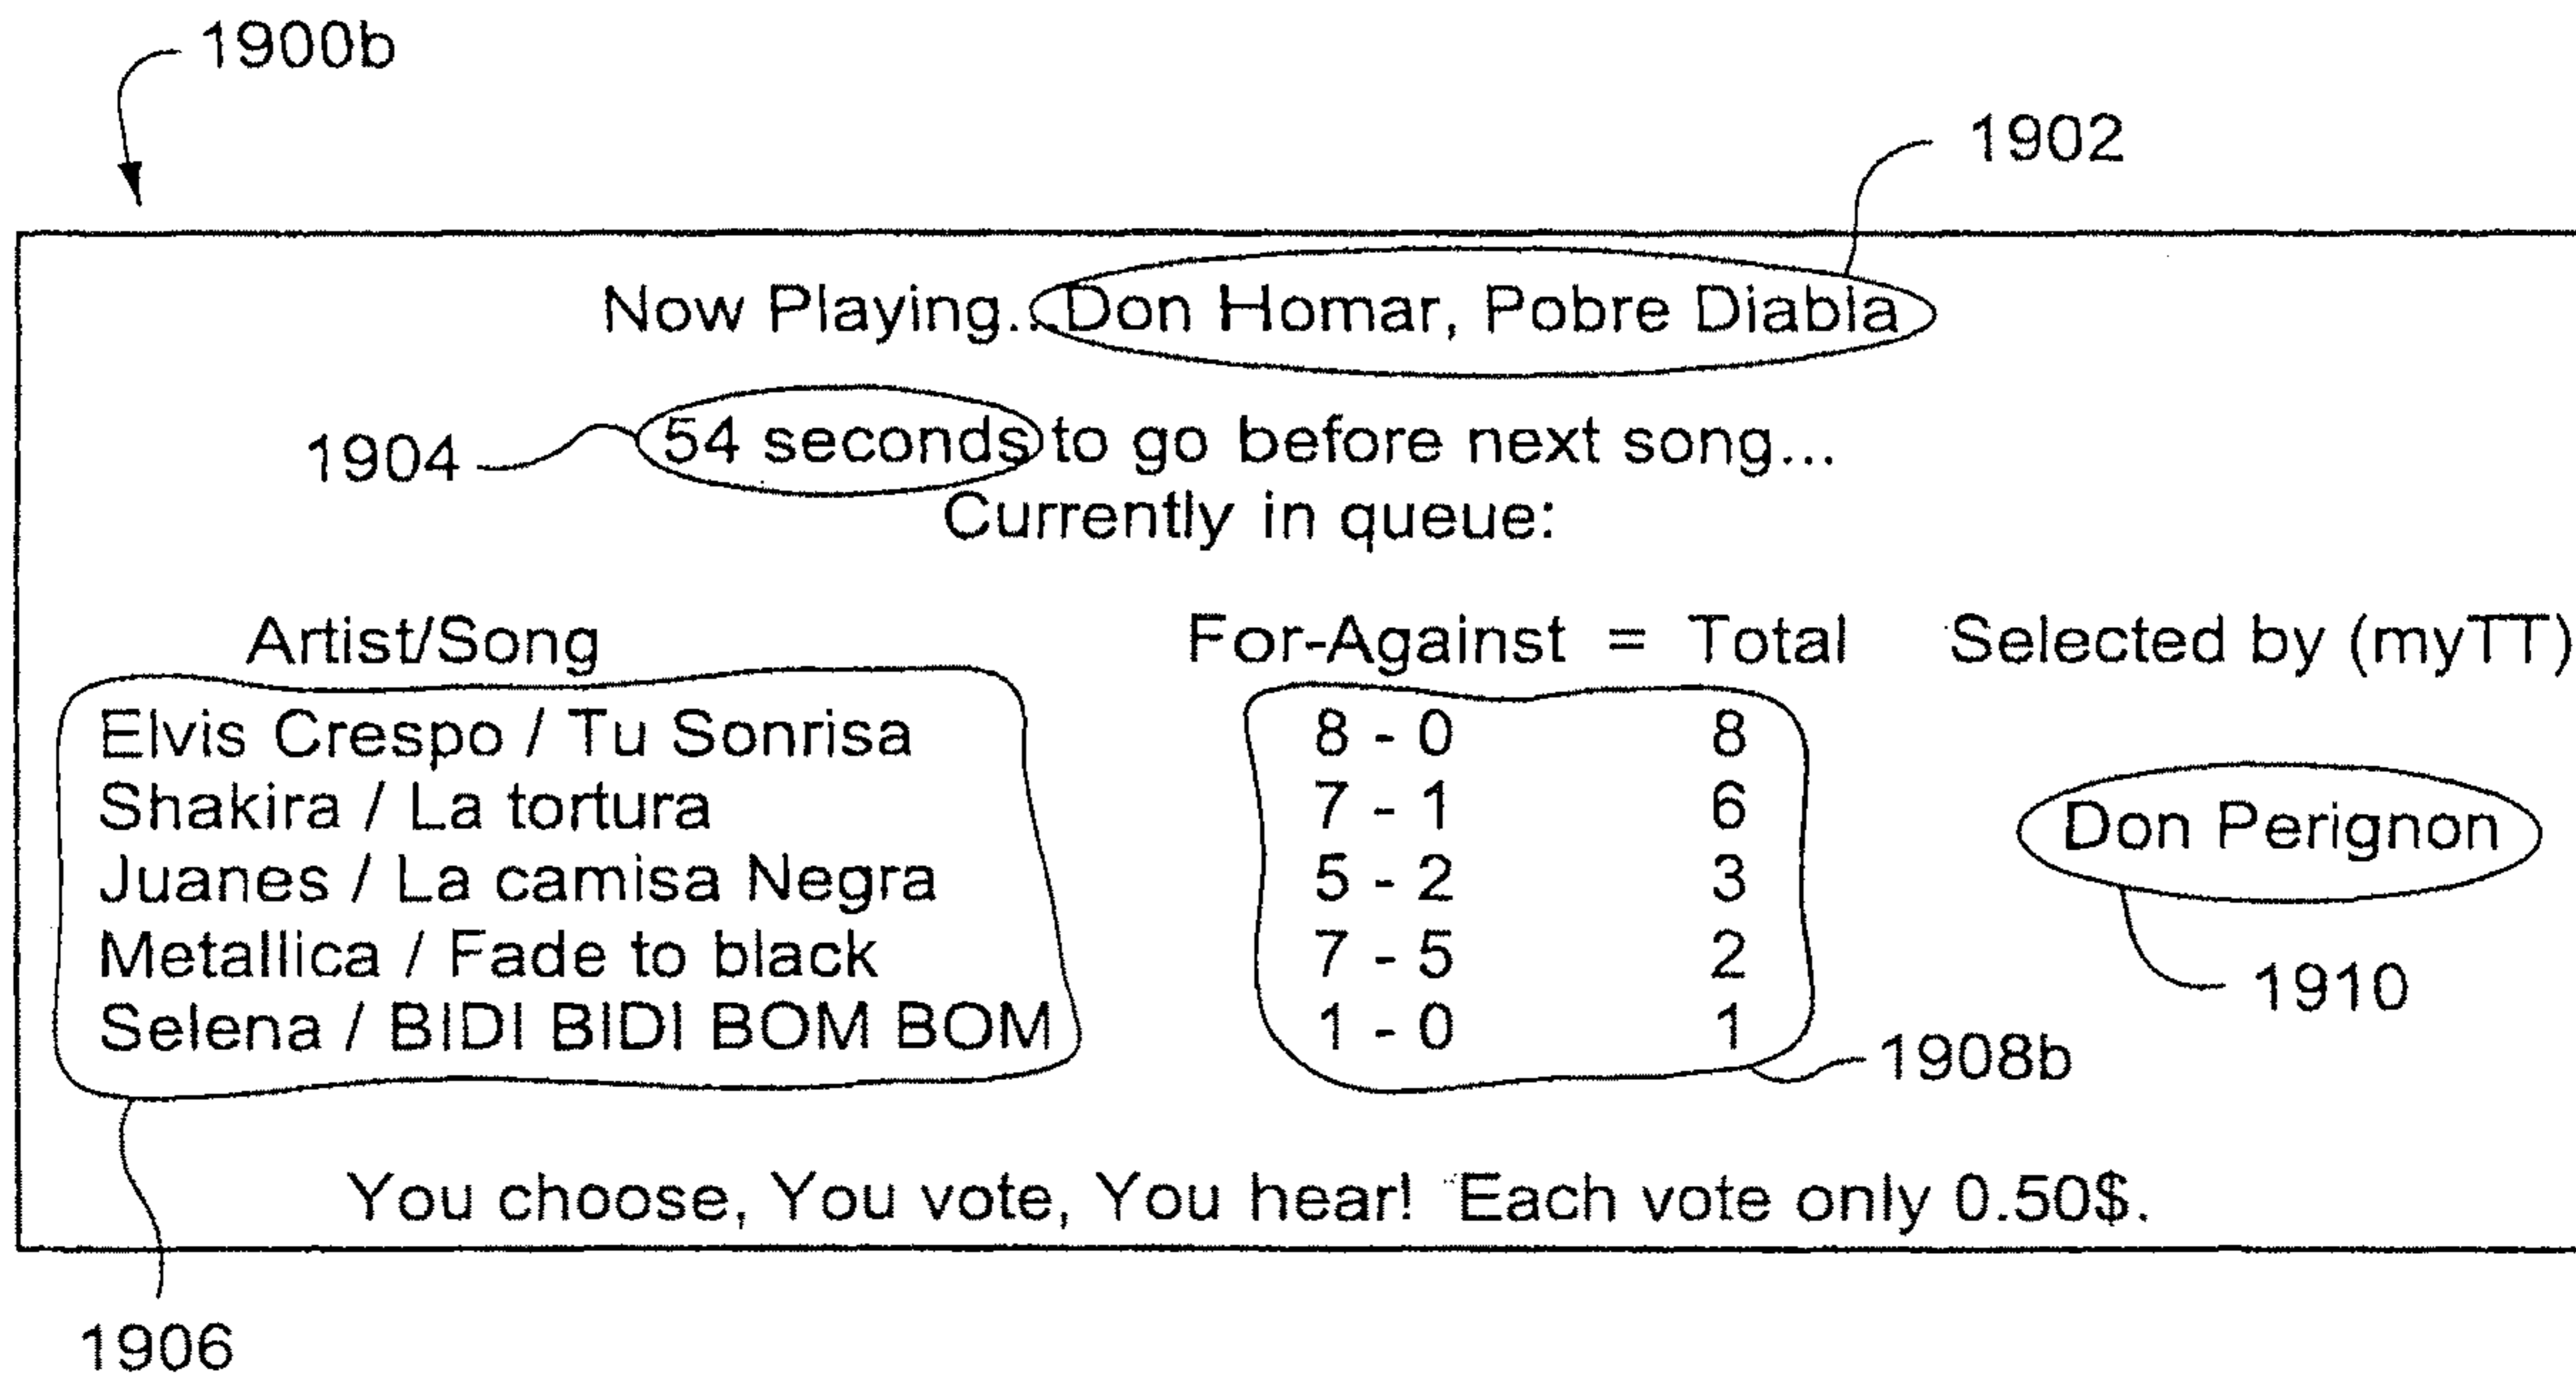 1900b
1902
Now Playing...Don Homar, Pobre Diabla
1904 54 seconds to go before next song...
Currently in queue:
Artist/Song For-Against = Total Selected by (myTT)
Elvis Crespo / Tu Sonrisa 8 - 0 8
Shakira / La tortura 7 - 1 6 Don Perignon
Juanes / La camisa Negra 5 - 2 3
Metallica / Fade to black 7 - 5 2 1910
Selena / BIDI BIDI BOM BOM 1 - 0 1 1908b
You choose, You vote, You hear! Each vote only 0.50$.
1906